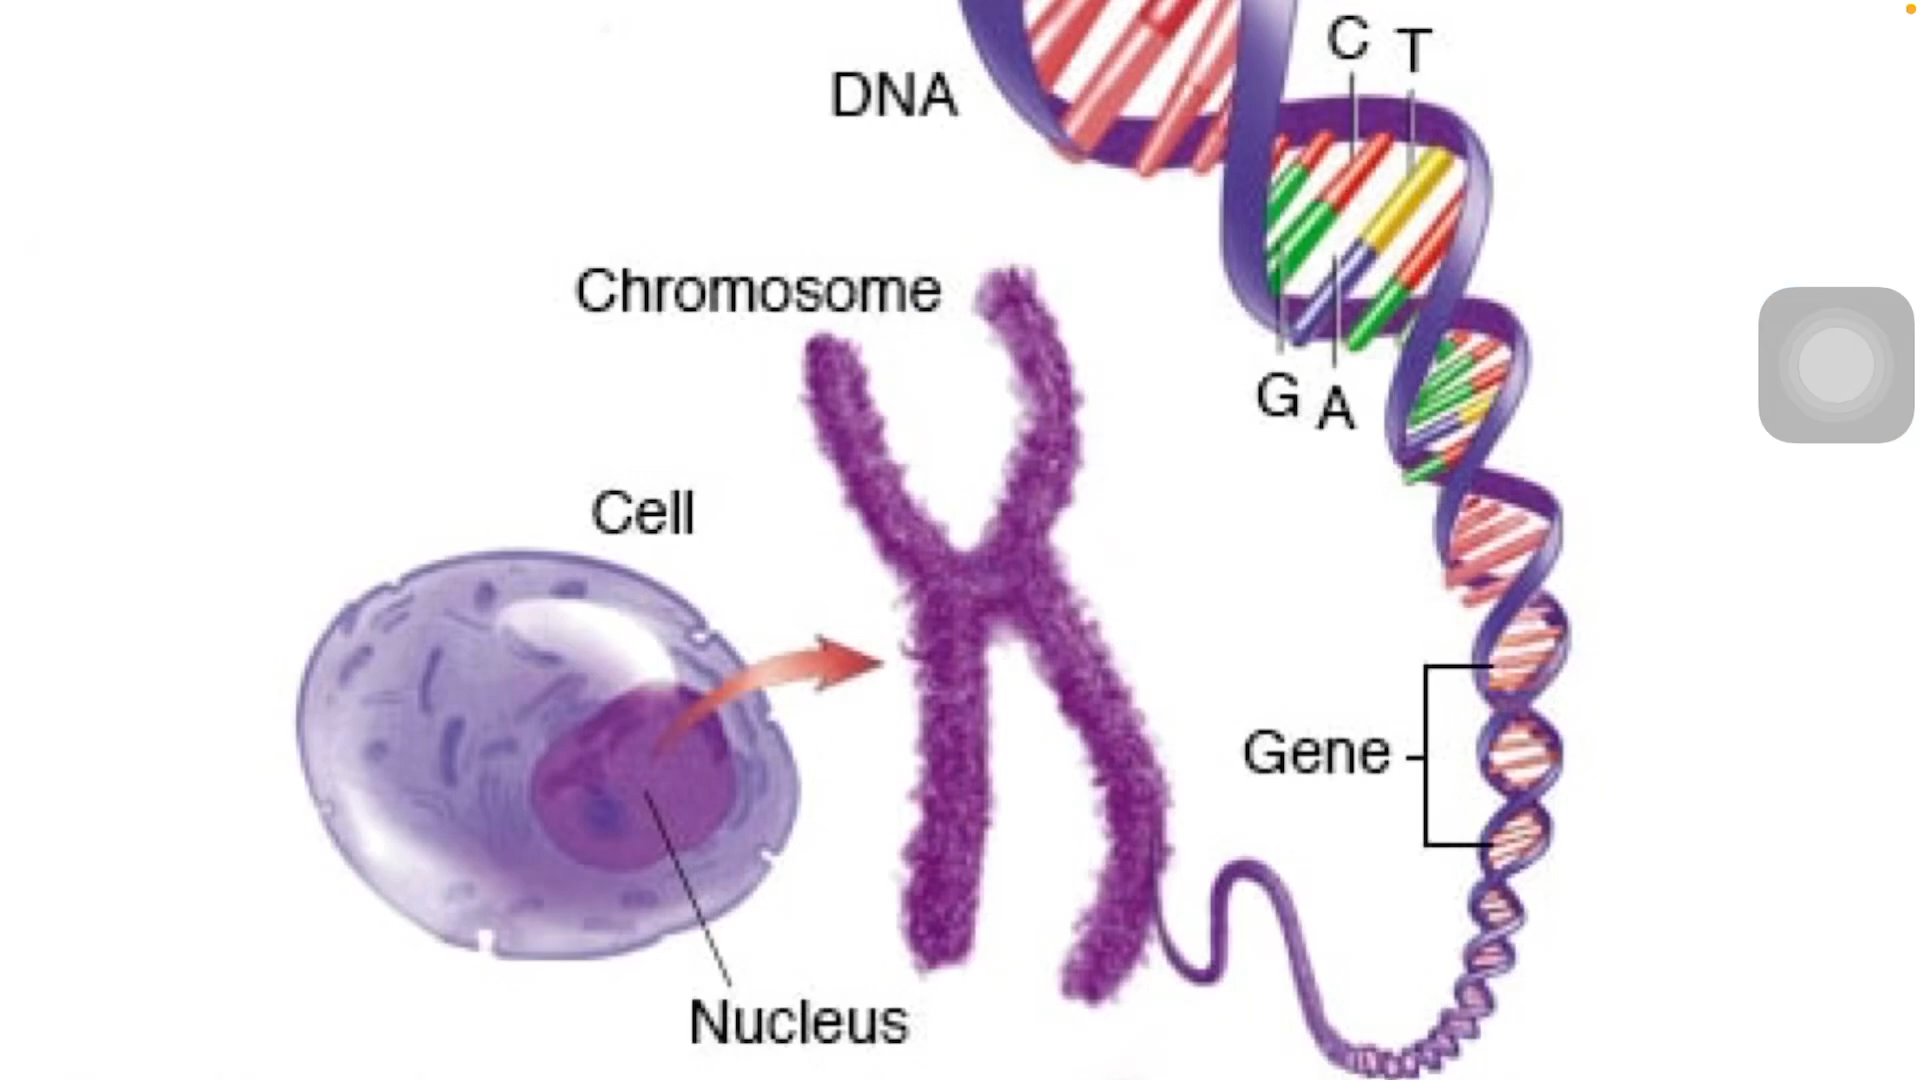 C T
DNA
Chromosome
G A
Cell
Gene
Nucleus